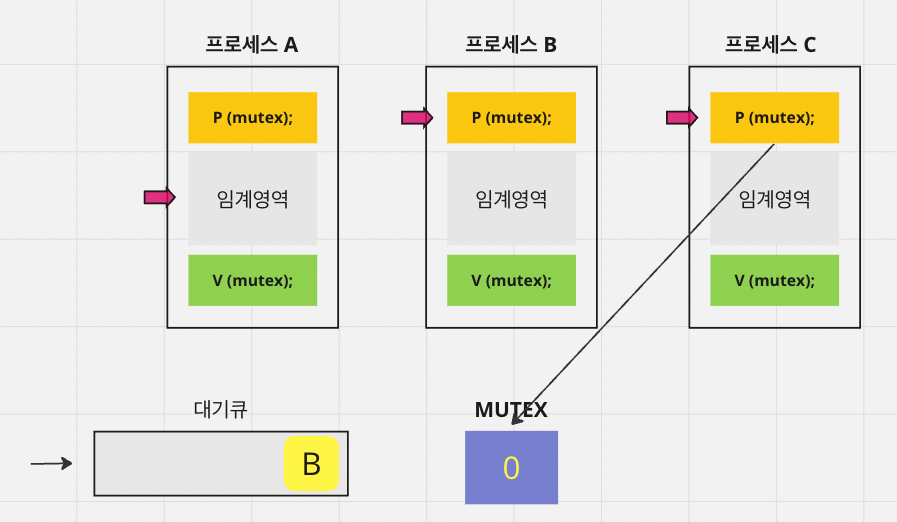 프로세스 A
프로세스 B
프로세스 C
P (mutex);
P (mutex);
P (mutex);
임계영역
임계영역
임계영역
V (mutex);
V (mutex);
V (mutex);
대기큐
MUTEX
B
0